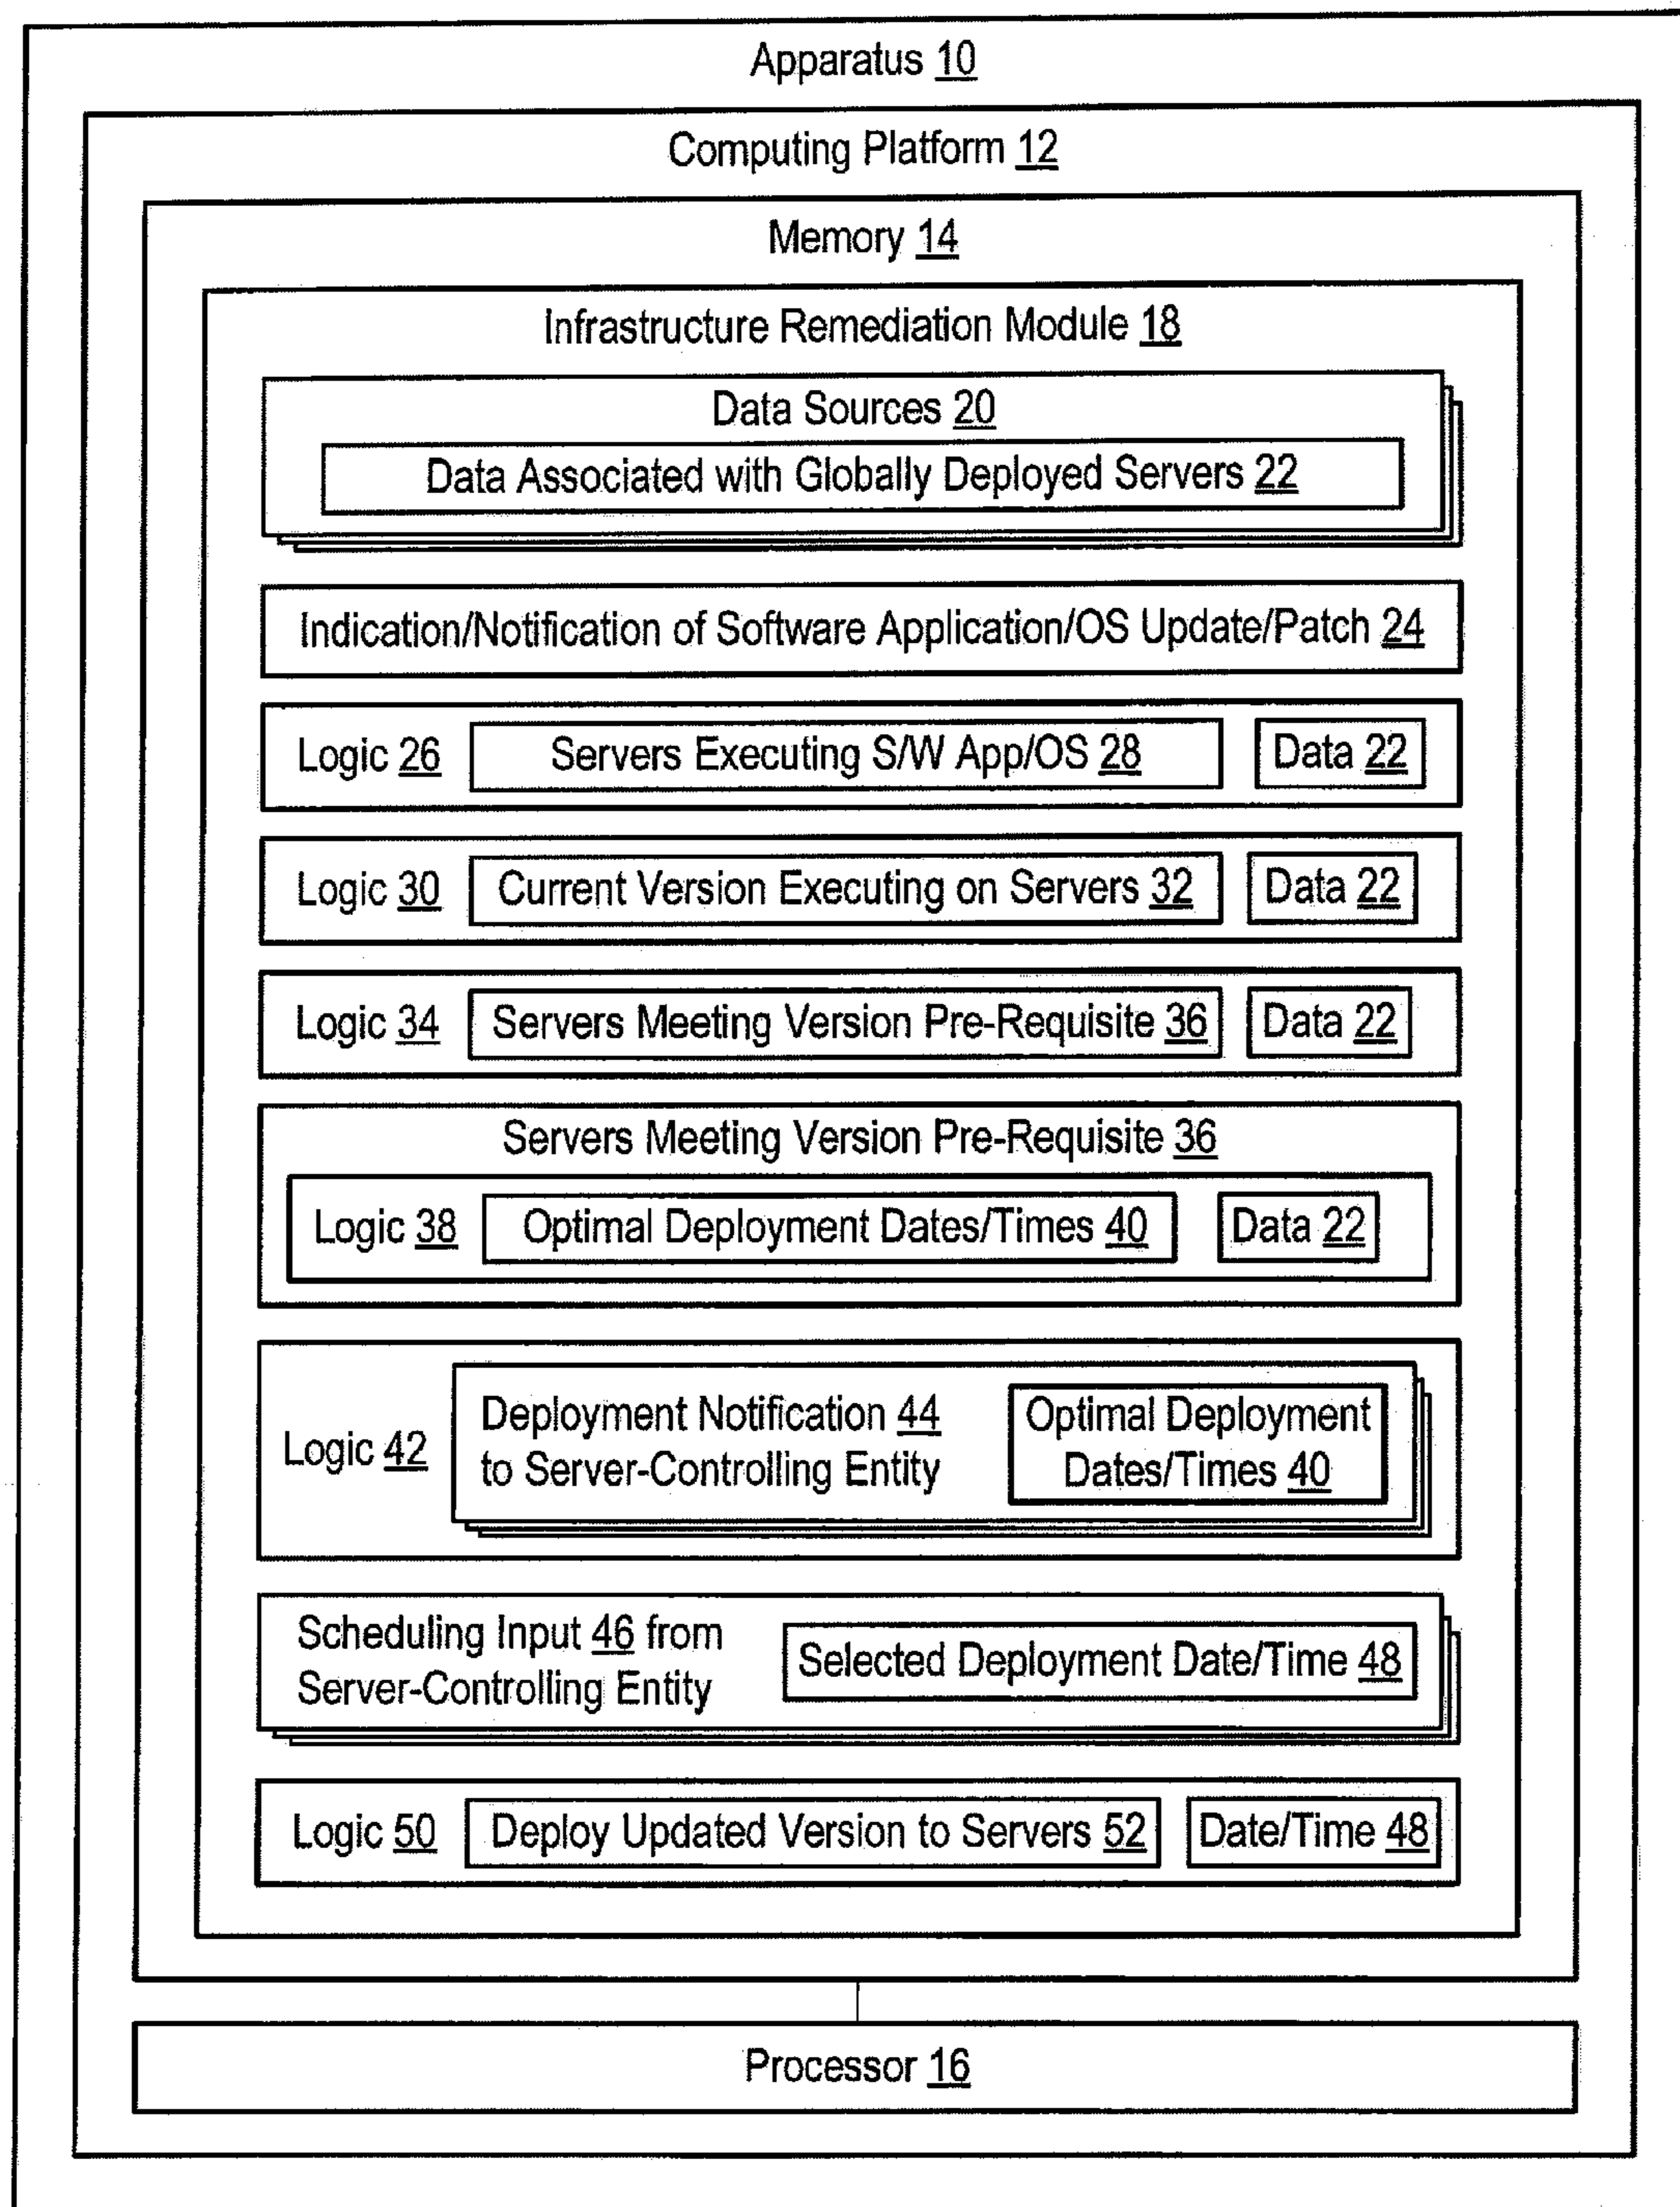 Apparatus 10
Computing Platform 12
Memory 14
Infrastructure Remediation Module 18
Data Sources 20
Data Associated with Globally Deployed Servers 22
Indication/Notification of Software Application/OS Update/Patch 24
Logic 26 Servers Executing S/W App/OS 28 Data 22
Logic 30 Current Version Executing on Servers 32 Data 22
Logic 34 Servers Meeting Version Pre-Requisite 36 Data 22
Servers Meeting Version Pre-Requisite 36
Logic 38 Optimal Deployment Dates/Times 40 Data 22
Logic 42
Deployment Notification 44
to Server-Controlling Entity
Optimal Deployment
Dates/Times 40
Scheduling Input 46 from
Server-Controlling Entity
Selected Deployment Date/Time 48
Logic 50 Deploy Updated Version to Servers 52 Date/Time 48
Processor 16